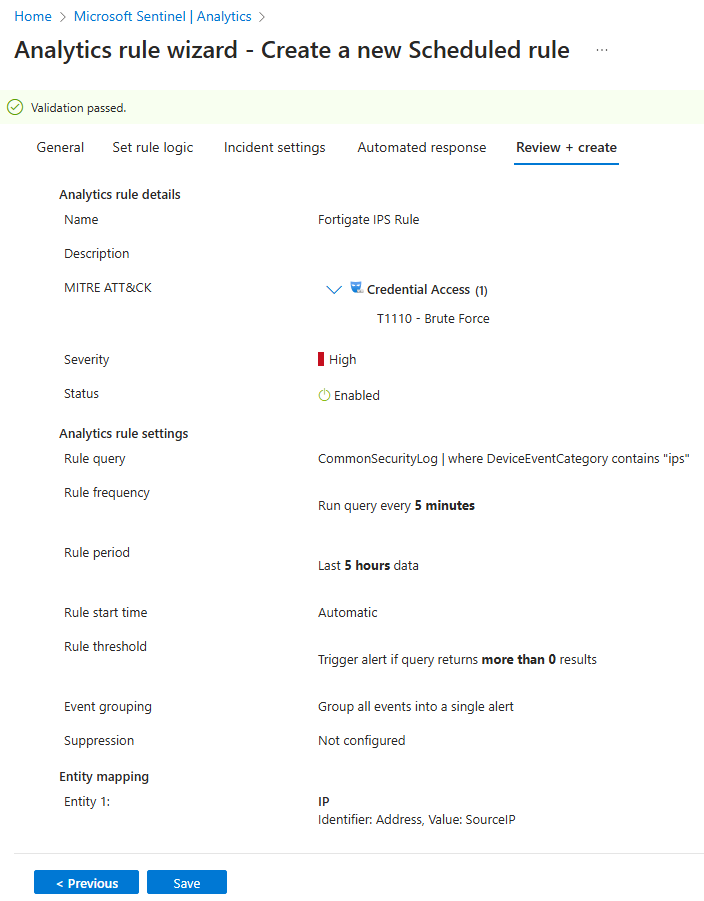 Home > Microsoft Sentinel | Analytics >
Analytics rule wizard - Create a new Scheduled rule ...
Validation passed.
General Set rule logic Incident settings Automated response Review + create
Analytics rule details
Name Fortigate IPS Rule
Description
MITRE ATT&CK Credential Access (1)
T1110 - Brute Force
Severity High
Status Enabled
Analytics rule settings
Rule query CommonSecurityLog | where DeviceEventCategory contains "ips"
Rule frequency
Run query every 5 minutes
Rule period
Last 5 hours data
Rule start time Automatic
Rule threshold
Trigger alert if query returns more than 0 results
Event grouping Group all events into a single alert
Suppression Not configured
Entity mapping
Entity 1: IP
Identifier: Address, Value: SourceIP
< Previous Save